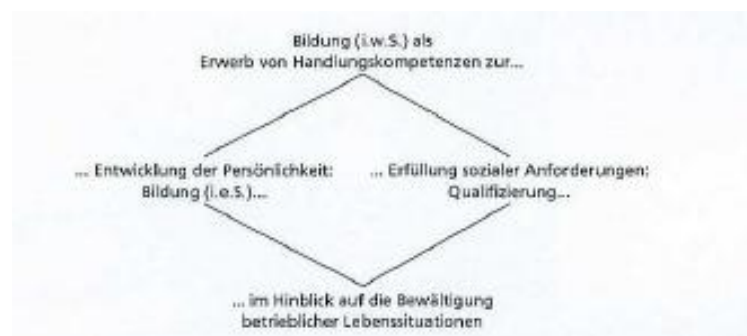 Bildung (i.w.S.) als
Erwerb von Handlungskompetenzen zur...
... Entwicklung der Persönlichkeit:
Bildung (i.e.S.)...
... Erfüllung sozialer Anforderungen:
Qualifizierung...
... im Hinblick auf die Bewältigung
betrieblicher Lebenssituationen